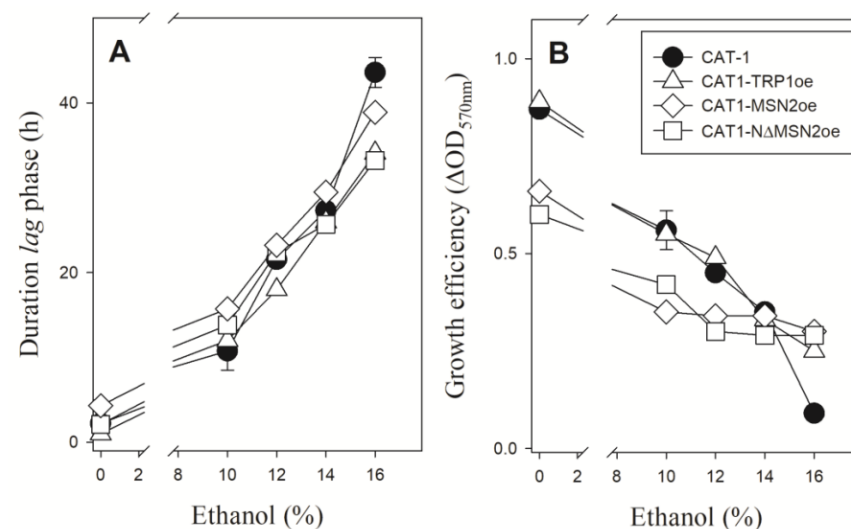 A
Duration lag phase (h)
40
20
0
0 2 8 10 12 14 16
Ethanol (%)
B
CAT-1
CAT1-TRP1oe
CAT1-MSN2oe
CAT1-NΔMSN2oe
Growth efficiency (ΔOD570nm)
1.0
0.5
0.0
0 2 8 10 12 14 16
Ethanol (%)